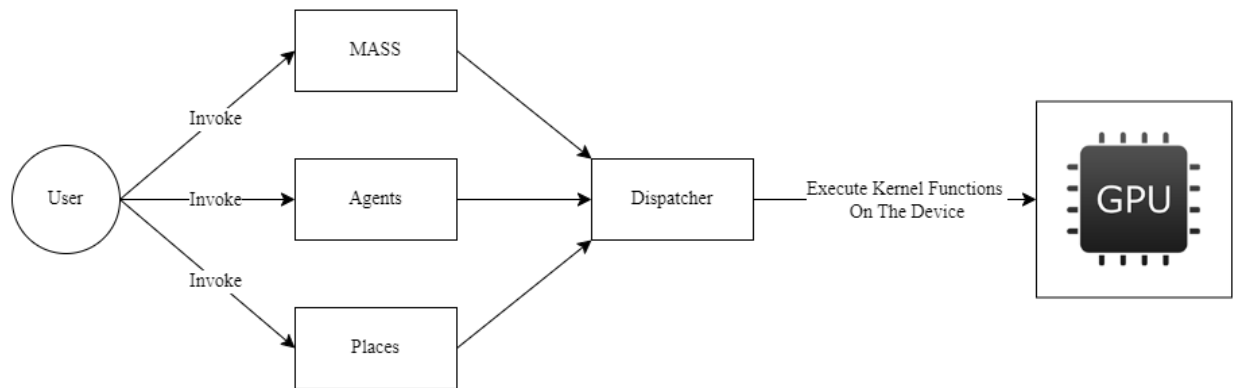 MASS
Invoke
User
Invoke
Agents
Dispatcher
Execute Kernel Functions
On The Device
GPU
Invoke
Places